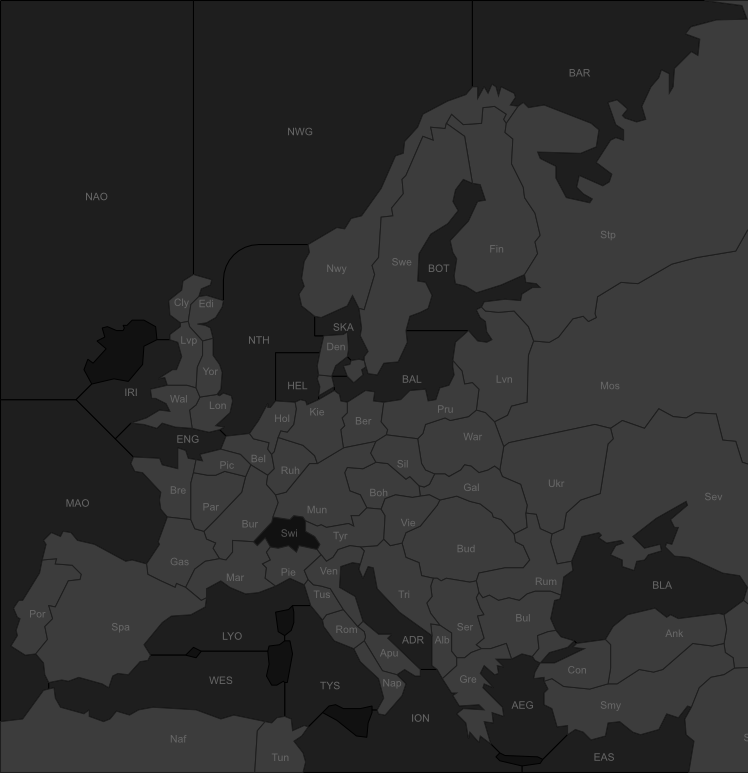 BAR
NWG
NAO
Stp
Fin
Swe
Nwy
BOT
Cly
Edi
SKA
Lvp
NTH
Den
Yor
Lvn
BAL
HEL
Mos
IRI
Wal
Lon
Hol
Kie
Pru
Ber
ENG
War
Bel
Pic
Sil
Ruh
Ukr
Gal
Bre
Boh
Sev
MAO
Par
Mun
Bur
Vie
Swi
Tyr
Bud
Gas
Pie
Ven
Mar
Rum
BLA
Tus
Tri
Por
Bul
Spa
Ser
Rom
Ank
LYO
ADR
Alb
Apu
Con
WES
Gre
TYS
Nap
AEG
Smy
ION
Naf
Tun
EAS